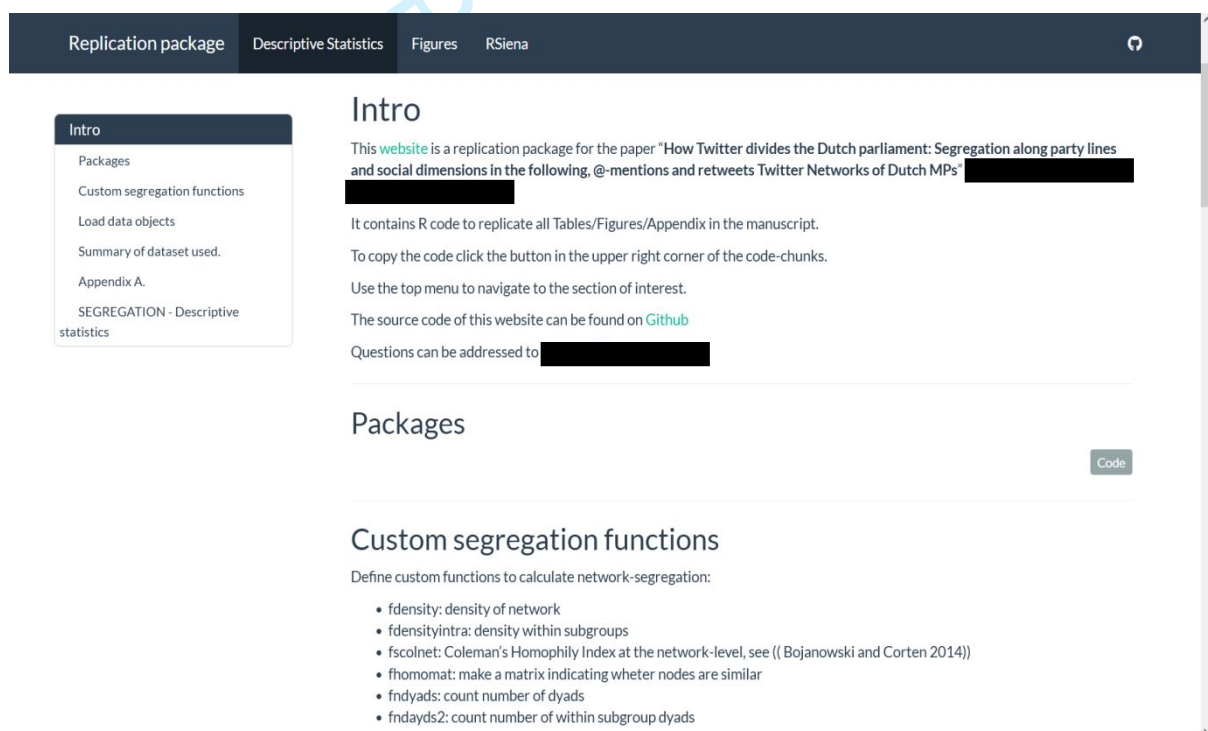 Replication package Descriptive Statistics Figures RSiena
Intro
Packages
Custom segregation functions
Load data objects
Summary of dataset used.
Appendix A.
SEGREGATION - Descriptive
statistics
Intro
This website is a replication package for the paper “How Twitter divides the Dutch parliament: Segregation along party lines
and social dimensions in the following, @-mentions and retweets Twitter Networks of Dutch MPs”
It contains R code to replicate all Tables/Figures/Appendix in the manuscript.
To copy the code click the button in the upper right corner of the code-chunks.
Use the top menu to navigate to the section of interest.
The source code of this website can be found on Github
Questions can be addressed to
Packages
Code
Custom segregation functions
Define custom functions to calculate network-segregation:
• fdensity: density of network
• fdensityintra: density within subgroups
• fscolnet: Coleman’s Homophily Index at the network-level, see (( Bojanowski and Corten 2014))
• fhomomat: make a matrix indicating wheter nodes are similar
• fndyads: count number of dyads
• fndayds2: count number of within subgroup dyads